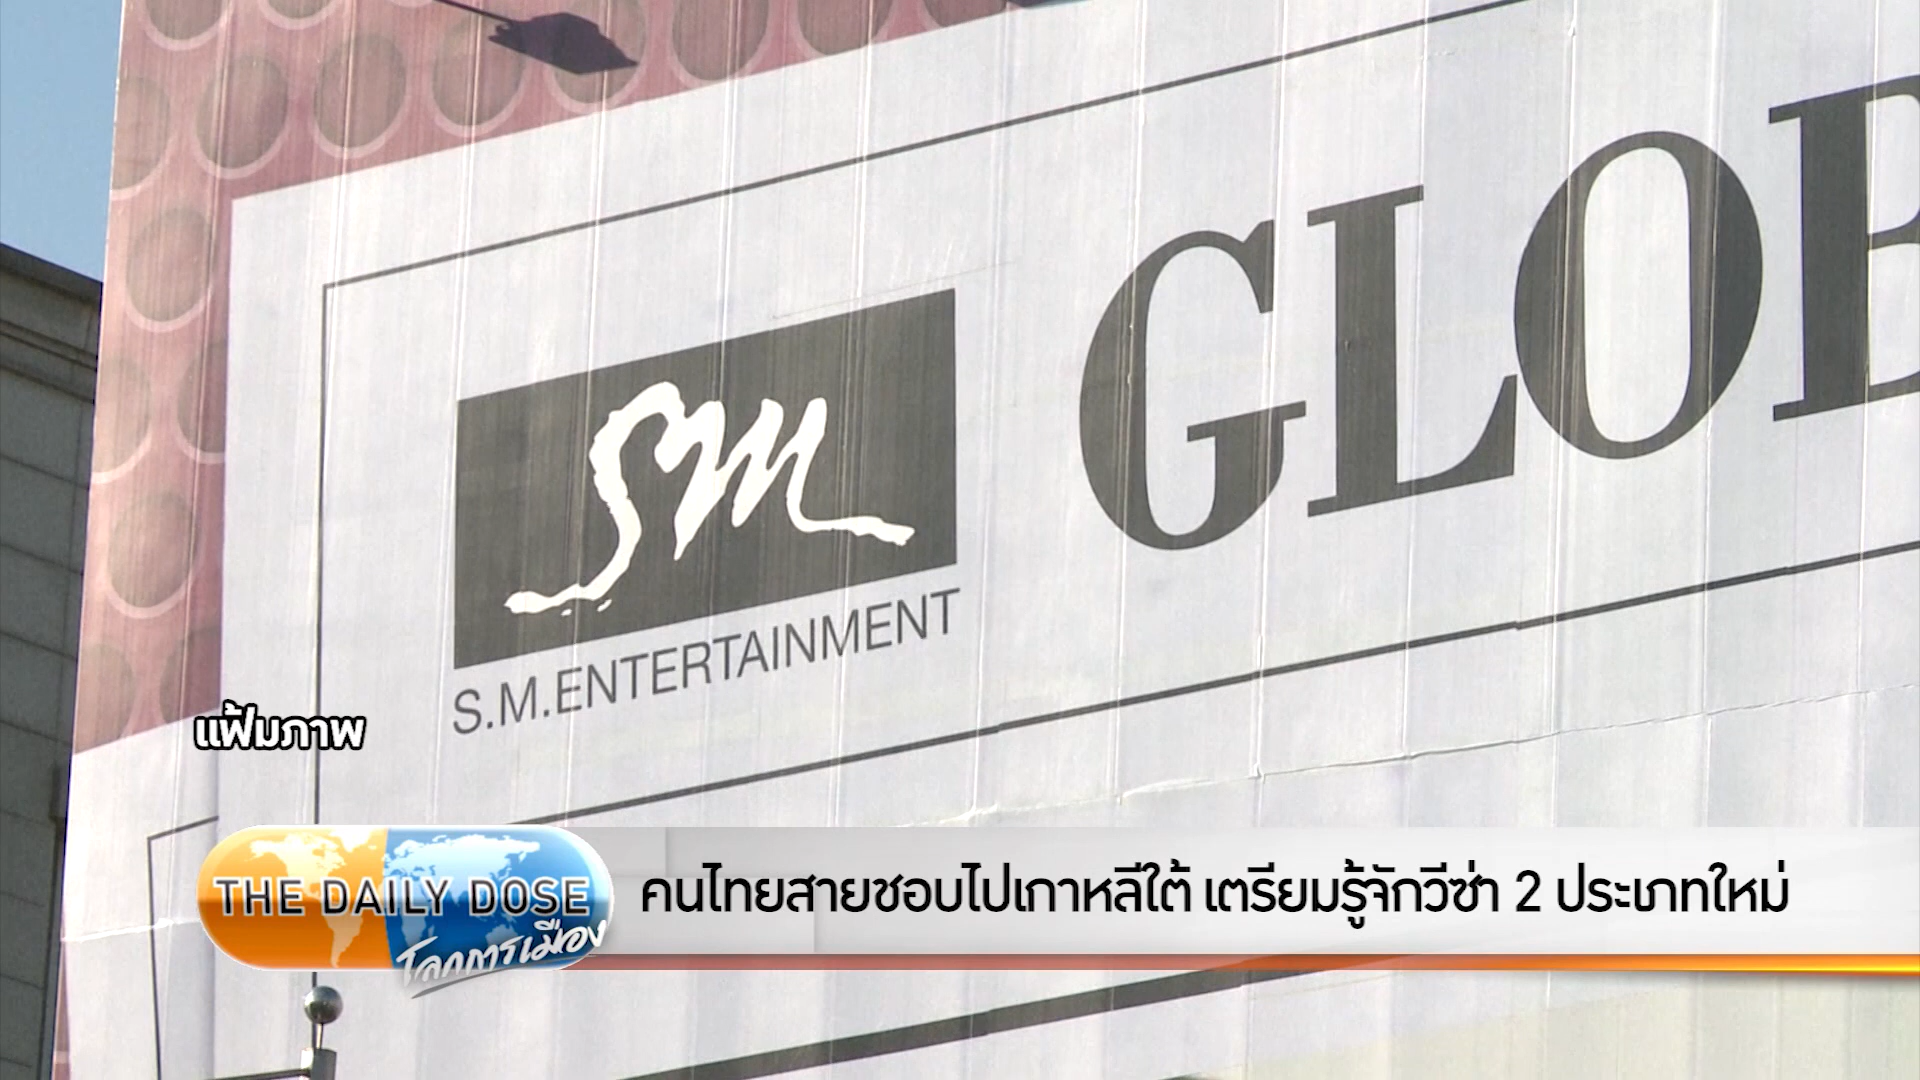 sm
GLOB
S.M.ENTERTAINMENT
แฟ้มภาพ
THE DAILY DOSE
โลกการเมือง
คนไทยสายชอบไปเกาหลีใต้ เตรียมรู้จักวีซ่า 2 ประเภทใหม่